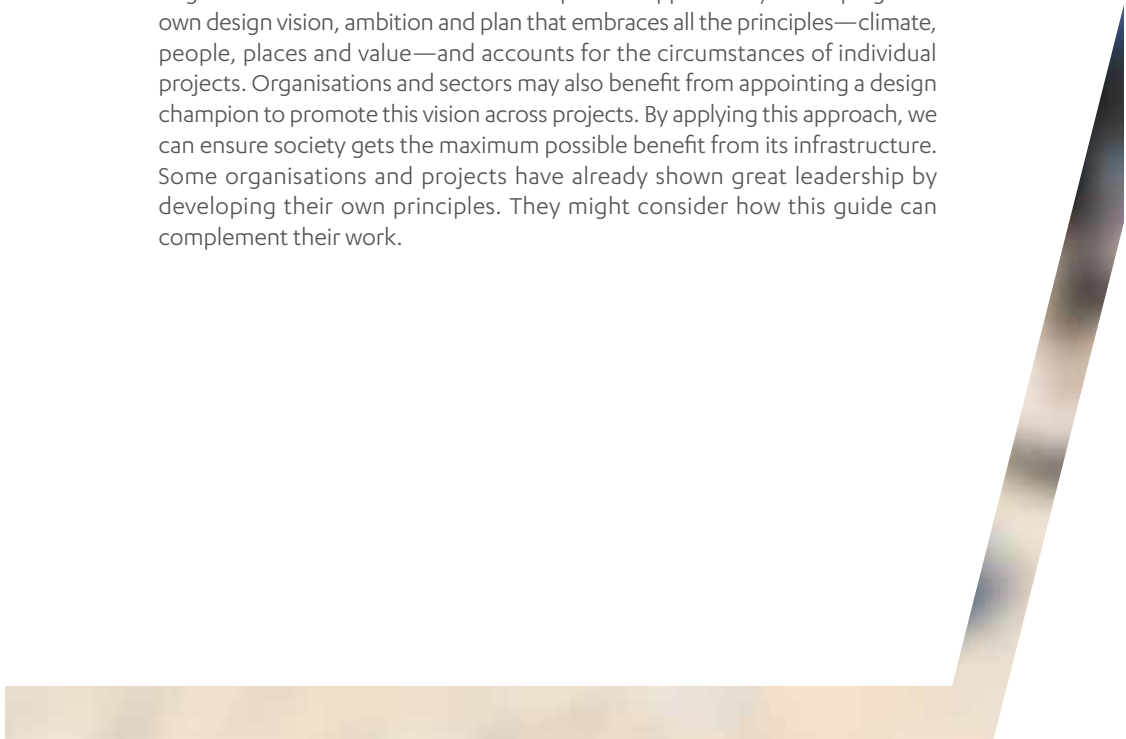 own design vision, ambition and plan that embraces all the principles—climate,
people, places and value—and accounts for the circumstances of individual
projects. Organisations and sectors may also benefit from appointing a design
champion to promote this vision across projects. By applying this approach, we
can ensure society gets the maximum possible benefit from its infrastructure.
Some organisations and projects have already shown great leadership by
developing their own principles. They might consider how this guide can
complement their work.